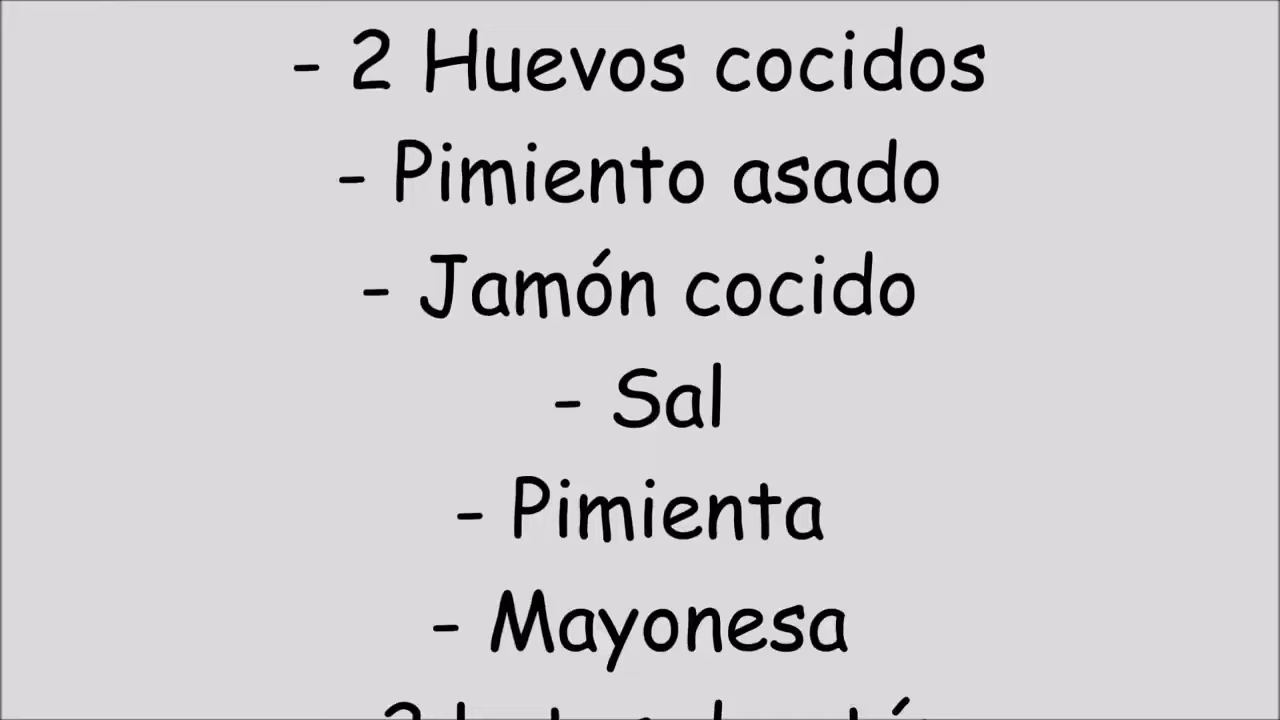 - 2 Huevos cocidos
- Pimiento asado
- Jamón cocido
- Sal
- Pimienta
- Mayonesa